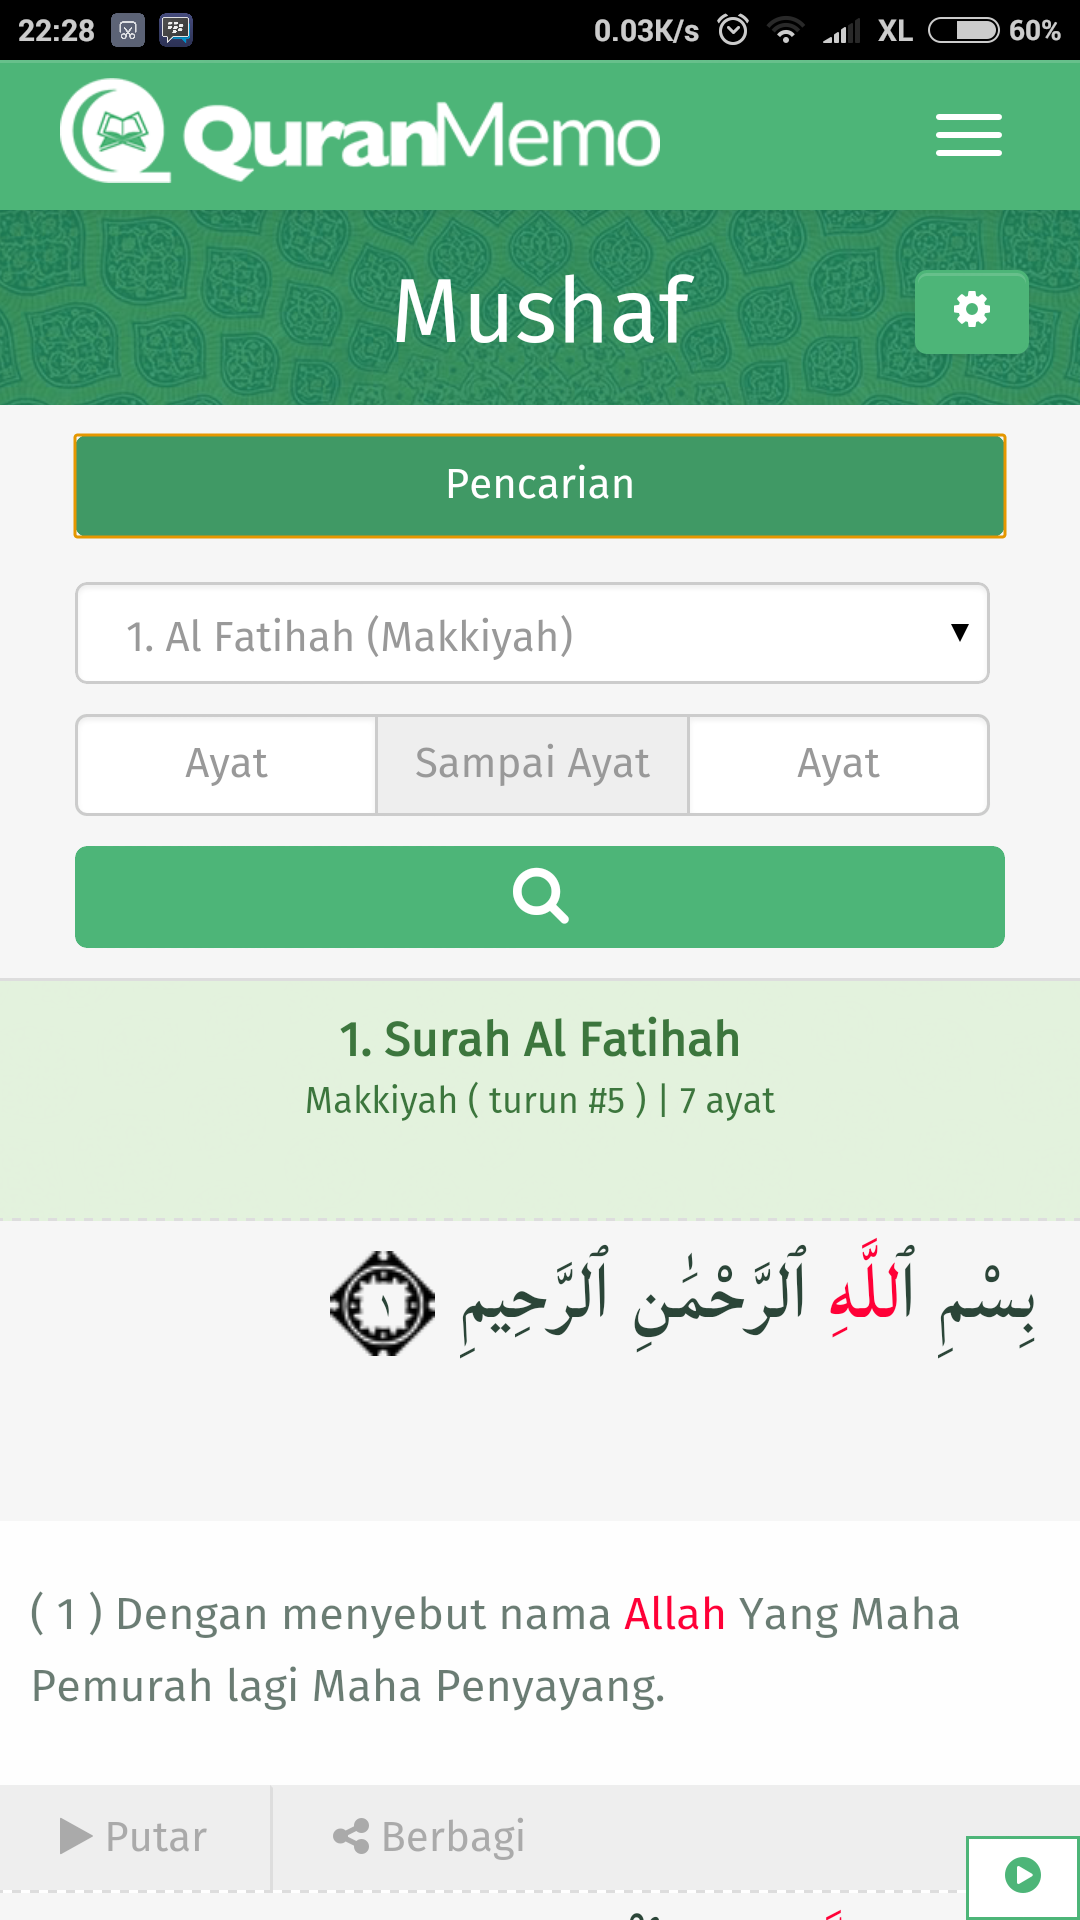 22:28 0.03K/s XL 60%
QuranMemo
Mushaf
Pencarian
1. Al Fatihah (Makkiyah)
Ayat Sampai Ayat Ayat
1. Surah Al Fatihah
Makkiyah ( turun #5 ) | 7 ayat
بِسْمِ ٱللَّهِ ٱلرَّحْمَٰنِ ٱلرَّحِيمِ ١
( 1 ) Dengan menyebut nama Allah Yang Maha
Pemurah lagi Maha Penyayang.
Putar Berbagi